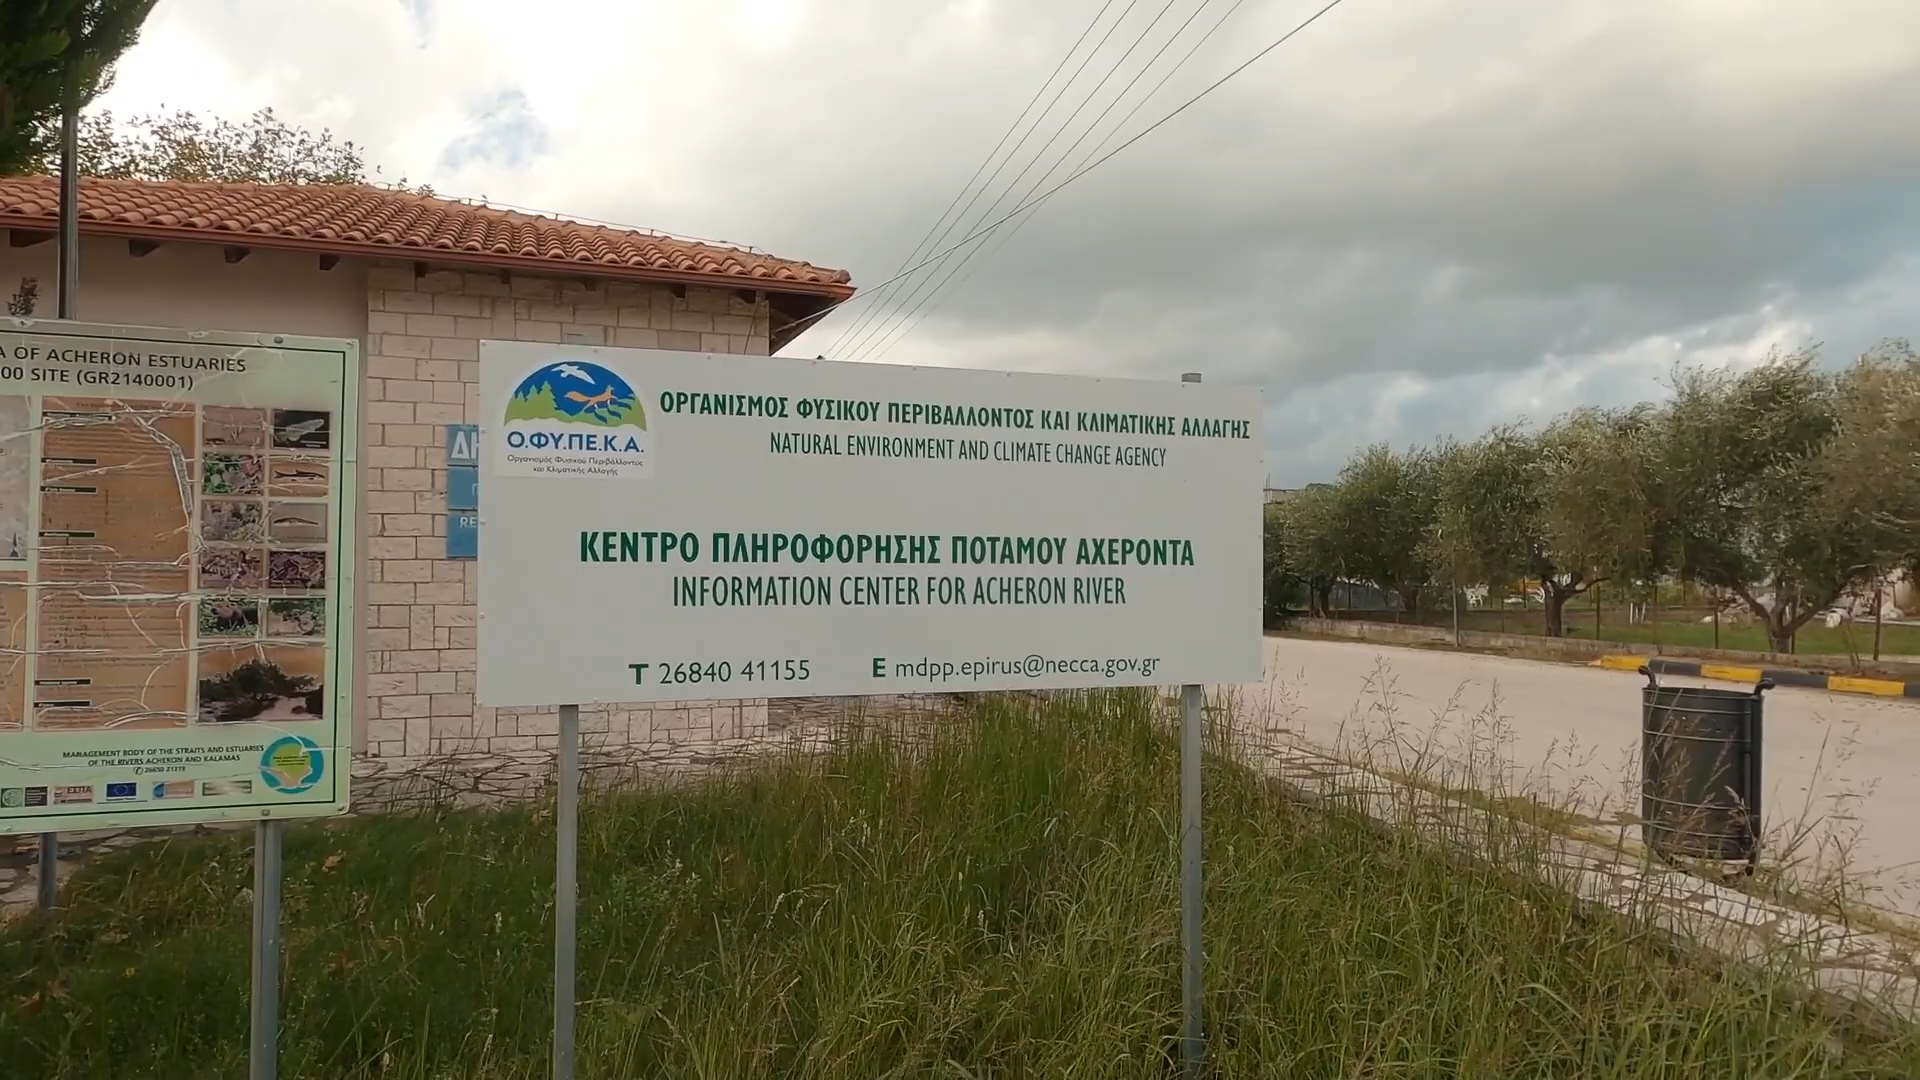 A OF ACHERON ESTUARIES
00 SITE (GR2140001)
MANAGEMENT BODY OF THE STRAITS AND ESTUARIES
OF THE RIVERS ACHERON AND KALAMAS
ΔΗ
RE
Ο.ΦΥ.ΠΕ.Κ.Α.
Οργανισμός Φυσικού Περιβάλλοντος
και Κλιματικής Αλλαγής
ΟΡΓΑΝΙΣΜΟΣ ΦΥΣΙΚΟΥ ΠΕΡΙΒΑΛΛΟΝΤΟΣ ΚΑΙ ΚΛΙΜΑΤΙΚΗΣ ΑΛΛΑΓΗΣ
NATURAL ENVIRONMENT AND CLIMATE CHANGE AGENCY
ΚΕΝΤΡΟ ΠΛΗΡΟΦΟΡΗΣΗΣ ΠΟΤΑΜΟΥ ΑΧΕΡΟΝΤΑ
INFORMATION CENTER FOR ACHERON RIVER
T 26840 41155 E mdpp.epirus@necca.gov.gr